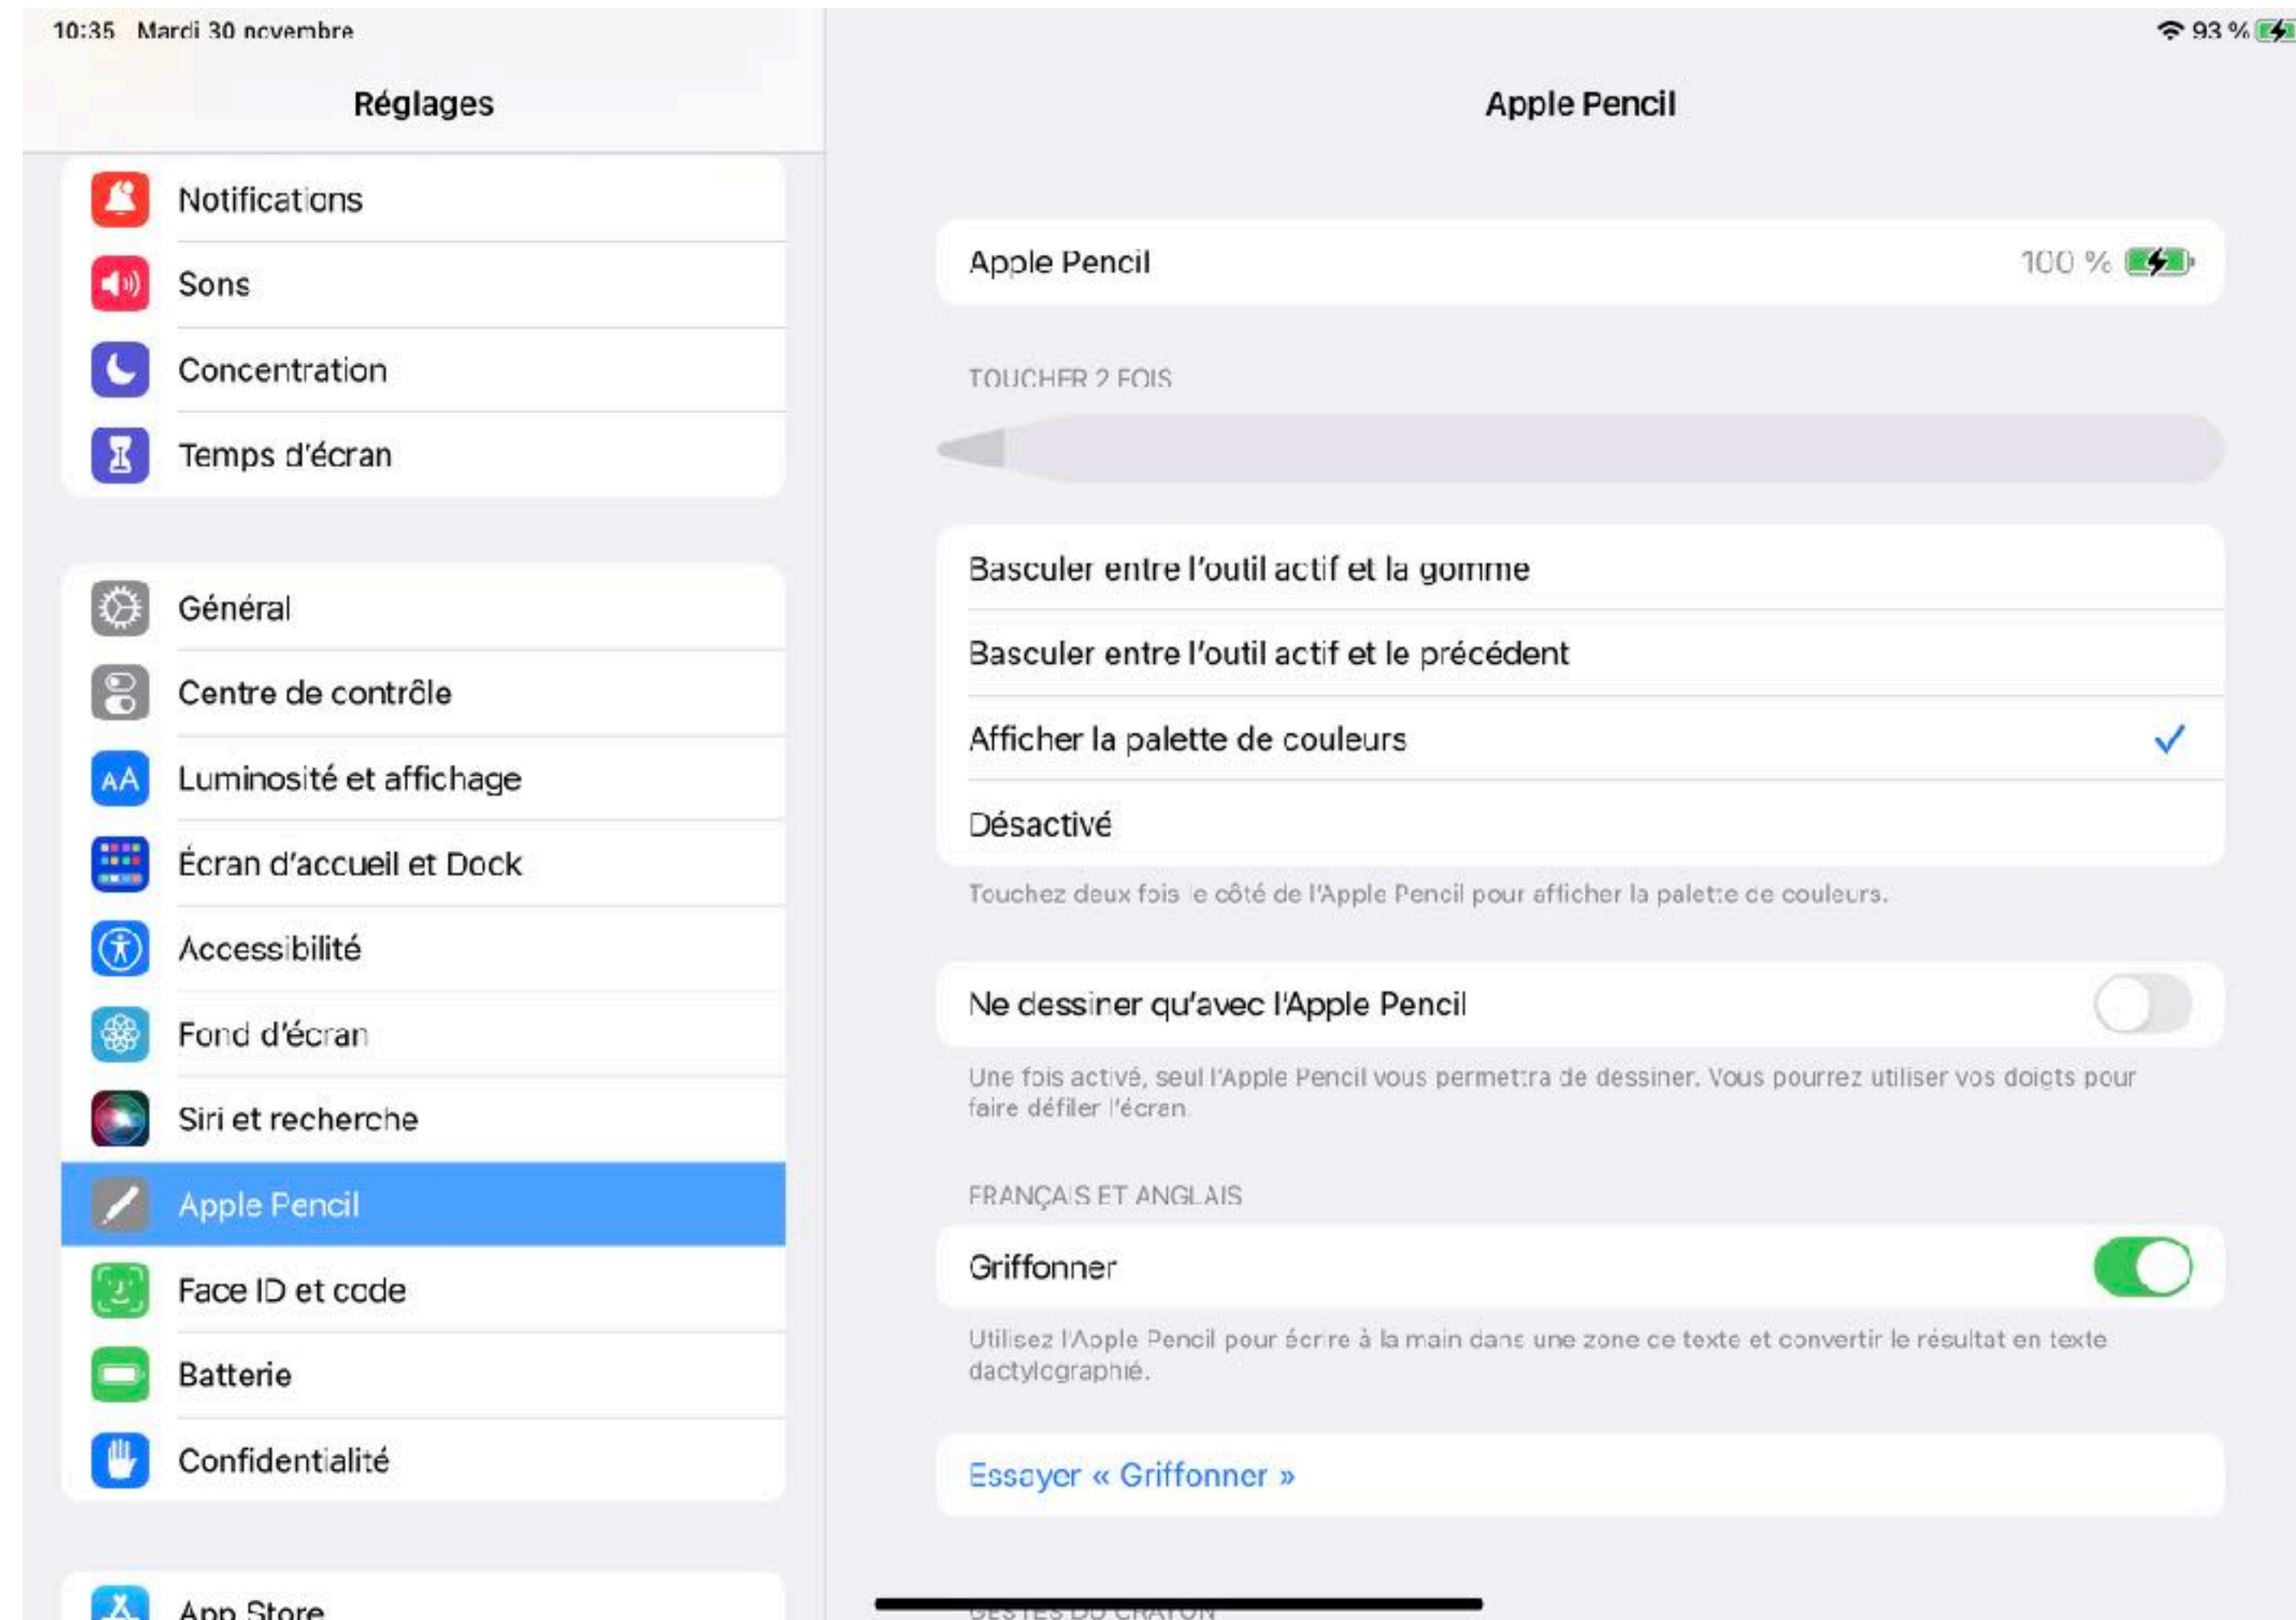 10:35 Mardi 30 novembre
93 %
Réglages
Notifications
Sons
Concentration
Temps d'écran
Général
Centre de contrôle
AA
Luminosité et affichage
Écran d'accueil et Dock
Accessibilité
Fond d'écran
Siri et recherche
Apple Pencil
Face ID et code
Batterie
Confidentialité
App Store
Apple Pencil
Apple Pencil
100 %
TOUCHER 2 FOIS
Basculer entre l'outil actif et la gomme
Basculer entre l'outil actif et le précédent
Afficher la palette de couleurs
Désactivé
Touchez deux fois le côté de l'Apple Pencil pour afficher la palette de couleurs.
Ne dessiner qu'avec l'Apple Pencil
Une fois activé, seul l'Apple Pencil vous permettra de dessiner. Vous pourrez utiliser vos doigts pour
faire défiler l'écran.
FRANÇAIS ET ANGLAIS
Griffonner
Utilisez l'Apple Pencil pour écrire à la main dans une zone de texte et convertir le résultat en texte
dactylographié.
Essayer « Griffonner »
GESTES DU CRAYON